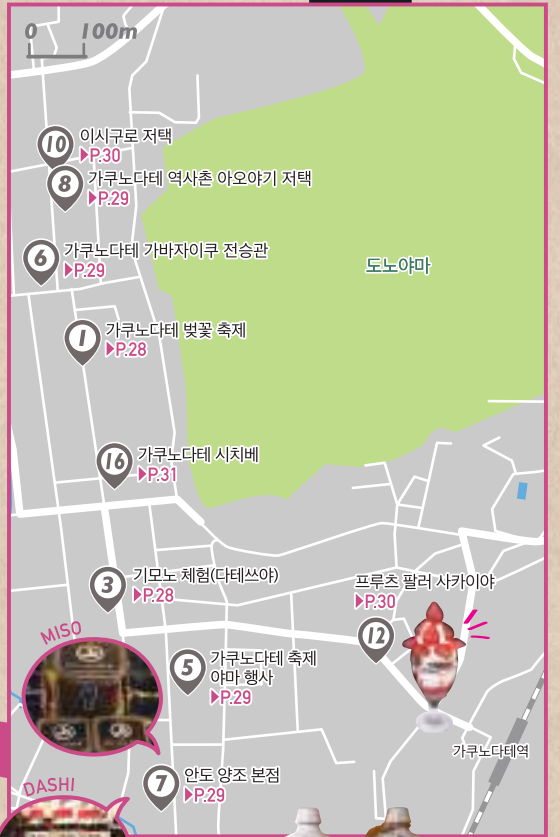 0 100m
10 이시구로 저택
▶P.30
8 가쿠노다테 역사촌 아오야기 저택
▶P.29
6 가쿠노다테 가바자이쿠 전승관
▶P.29
도노야마
1 가쿠노다테 벚꽃 축제
▶P.28
16 가쿠노다테 시치베
▶P.31
3 기모노 체험(다테쓰야)
▶P.28
프루츠 팔러 사카이야
▶P.30
12
MISO
5 가쿠노다테 축제
야마 행사
▶P.29
가쿠노다테역
7 안도 양조 본점
▶P.29
DASHI